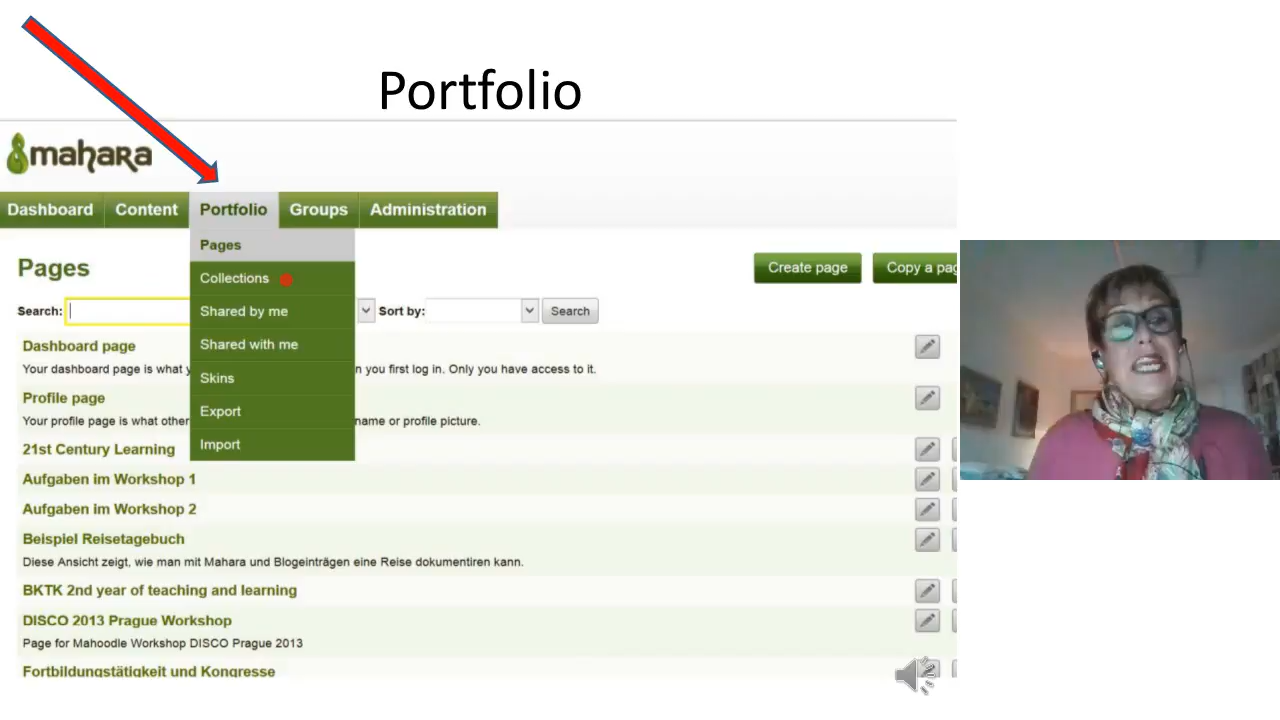 Portfolio
mahara
Dashboard Content Portfolio Groups Administration
Pages
Collections
Shared by me
Shared with me
Skins
Export
Import
Pages
Create page Copy a pag
Search: Sort by: Search
Dashboard page
Your dashboard page is what y n you first log in. Only you have access to it.
Profile page
Your profile page is what other name or profile picture.
21st Century Learning
Aufgaben im Workshop 1
Aufgaben im Workshop 2
Beispiel Reisetagebuch
Diese Ansicht zeigt, wie man mit Mahara und Blogeinträgen eine Reise dokumentiren kann.
BKTK 2nd year of teaching and learning
DISCO 2013 Prague Workshop
Page for Mahoodle Workshop DISCO Prague 2013
Fortbildungstätigkeit und Kongresse